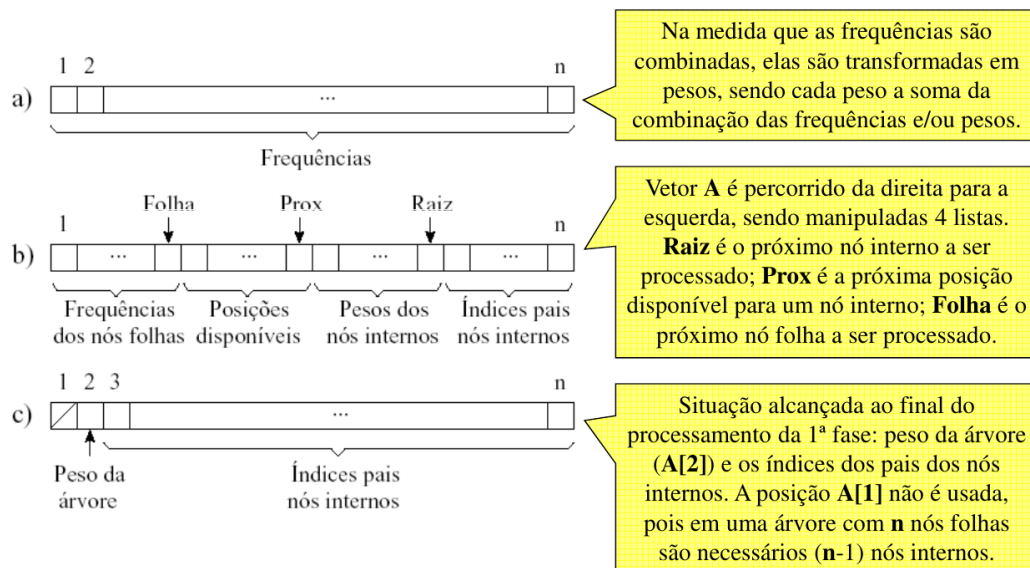 1 2 n
a) ...
Frequências
Na medida que as frequências são
combinadas, elas são transformadas em
pesos, sendo cada peso a soma da
combinação das frequências e/ou pesos.
1 Folha Prox Raiz n
b) ... ... ... ...
Frequências Posições Pesos dos Índices pais
dos nós folhas disponíveis nós internos nós internos
Vetor A é percorrido da direita para a
esquerda, sendo manipuladas 4 listas.
Raiz é o próximo nó interno a ser
processado; Prox é a próxima posição
disponível para um nó interno; Folha é o
próximo nó folha a ser processado.
1 2 3 n
c) ...
Peso da Índices pais
árvore nós internos
Situação alcançada ao final do
processamento da 1ª fase: peso da árvore
(A[2]) e os índices dos pais dos nós
internos. A posição A[1] não é usada,
pois em uma árvore com n nós folhas
são necessários (n-1) nós internos.